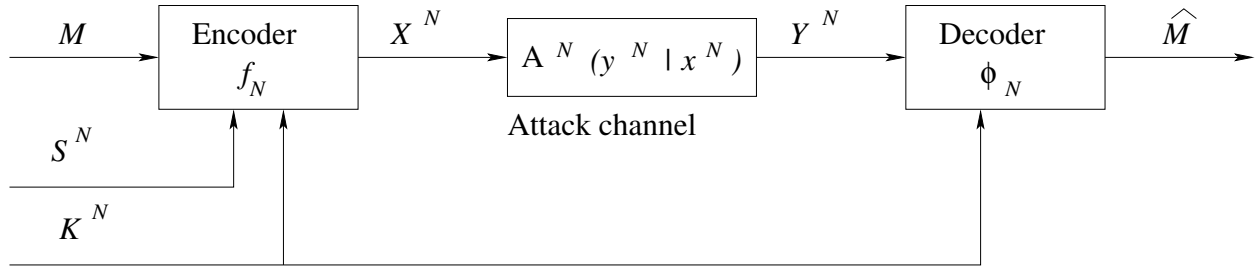 M
Encoder
f_N
X^N
A^N (y^N | x^N)
Attack channel
Y^N
Decoder
ϕ_N
M̂
S^N
K^N